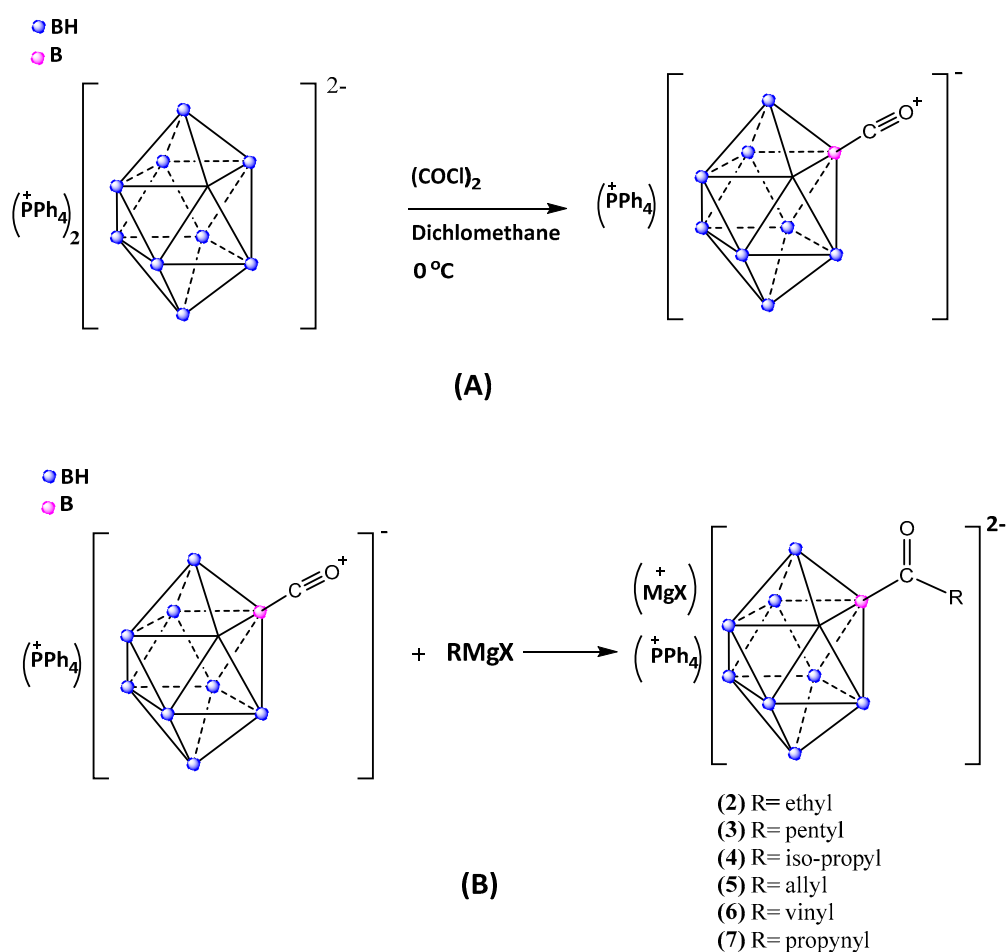 BH
B
2-
(PPh4)2
+
(COCl)2
Dichlomethane
0 oC
(PPh4)
+
-
C
O+
(A)
BH
B
(PPh4)
+
-
C
O+
+ RMgX
(MgX)
+
(PPh4)
+
2-
O
C
R
(2) R= ethyl
(3) R= pentyl
(4) R= iso-propyl
(5) R= allyl
(6) R= vinyl
(7) R= propynyl
(B)